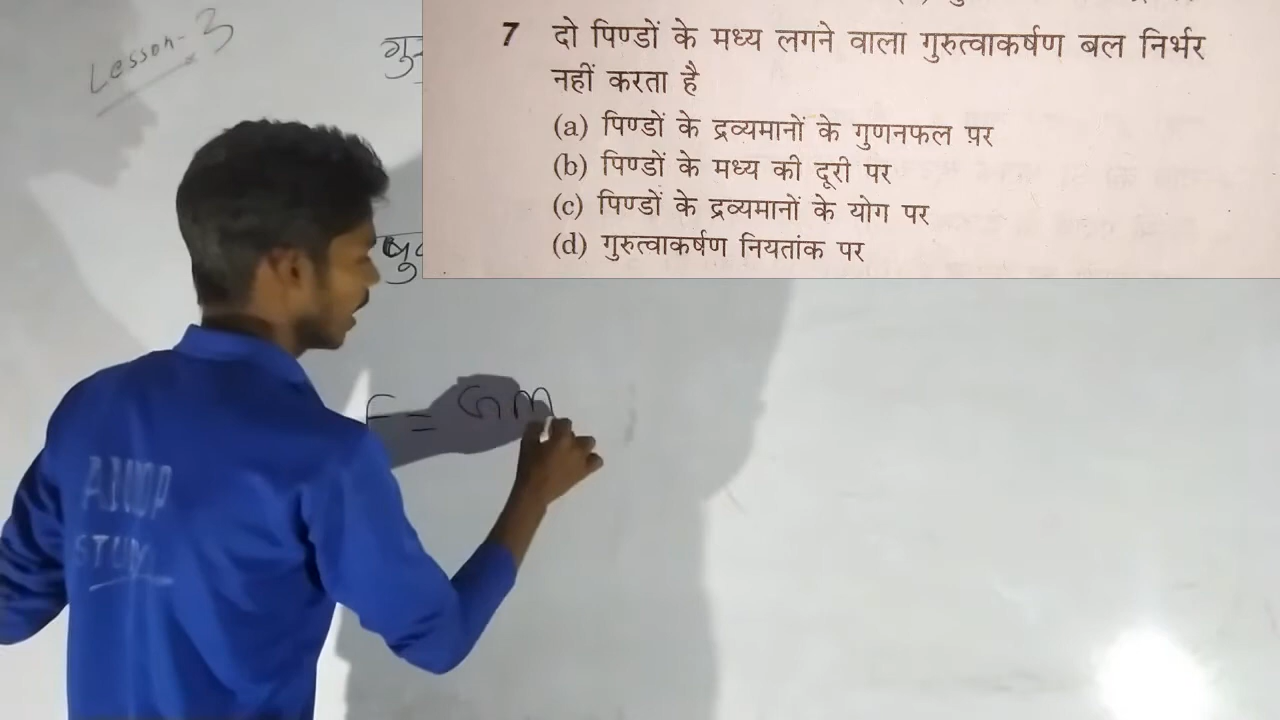 Lesson-3
गु
7 दो पिण्डों के मध्य लगने वाला गुरुत्वाकर्षण बल निर्भर
नहीं करता है
(a) पिण्डों के द्रव्यमानों के गुणनफल पर
(b) पिण्डों के मध्य की दूरी पर
(c) पिण्डों के द्रव्यमानों के योग पर
(d) गुरुत्वाकर्षण नियतांक पर
F = Gm